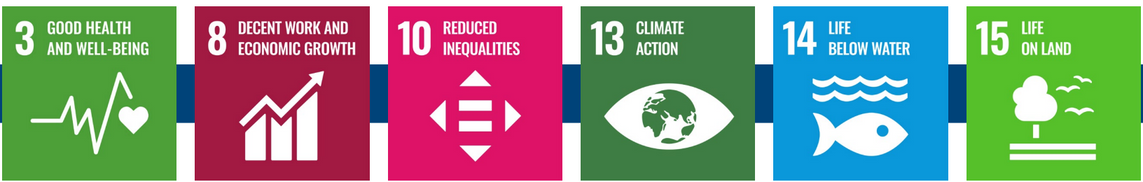 3 GOOD HEALTH
AND WELL-BEING
8 DECENT WORK AND
ECONOMIC GROWTH
10 REDUCED
INEQUALITIES
13 CLIMATE
ACTION
14 LIFE
BELOW WATER
15 LIFE
ON LAND